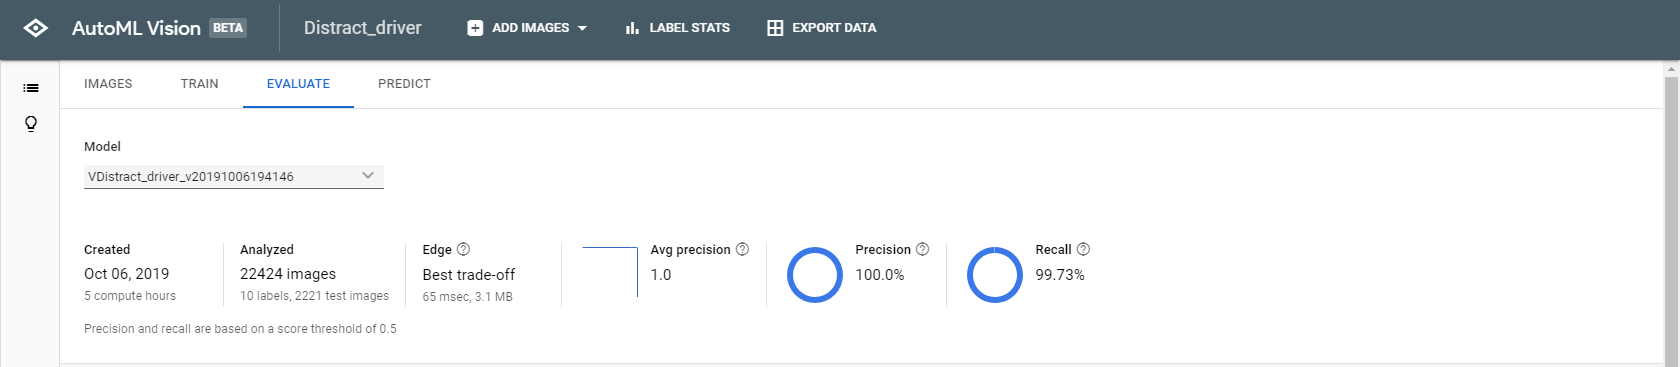 AutoML Vision BETA Distract_driver ADD IMAGES LABEL STATS EXPORT DATA
IMAGES TRAIN EVALUATE PREDICT
Model
VDistract_driver_v20191006194146
Created
Oct 06, 2019
5 compute hours
Analyzed
22424 images
10 labels, 2221 test images
Edge
Best trade-off
65 msec, 3.1 MB
Avg precision
1.0
Precision
100.0%
Recall
99.73%
Precision and recall are based on a score threshold of 0.5